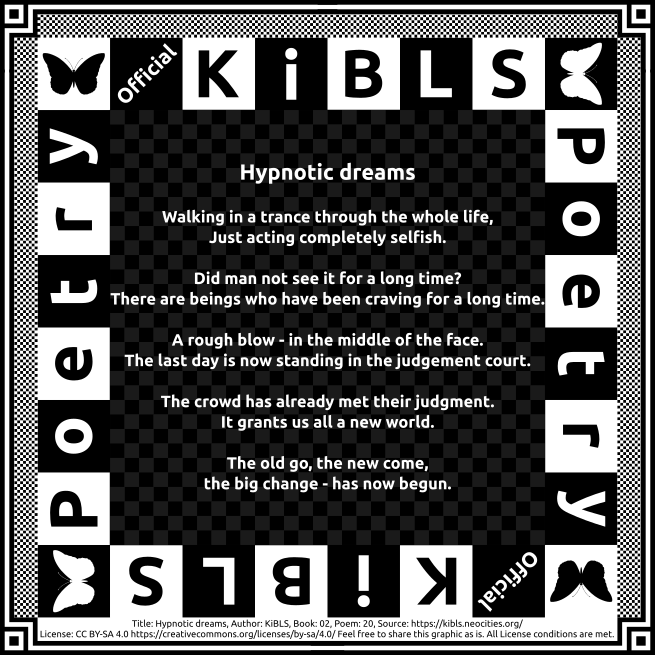 Official KiBLS
Poetry
Poetry
Hypnotic dreams
Walking in a trance through the whole life,
Just acting completely selfish.
Did man not see it for a long time?
There are beings who have been craving for a long time.
A rough blow - in the middle of the face.
The last day is now standing in the judgement court.
The crowd has already met their judgment.
It grants us all a new world.
The old go, the new come,
the big change - has now begun.
Official KiBLS
Title: Hypnotic dreams, Author: KiBLS, Book: 02, Poem: 20, Source: https://kibls.neocities.org/
License: CC BY-SA 4.0 https://creativecommons.org/licenses/by-sa/4.0/ Feel free to share this graphic as is. All License conditions are met.